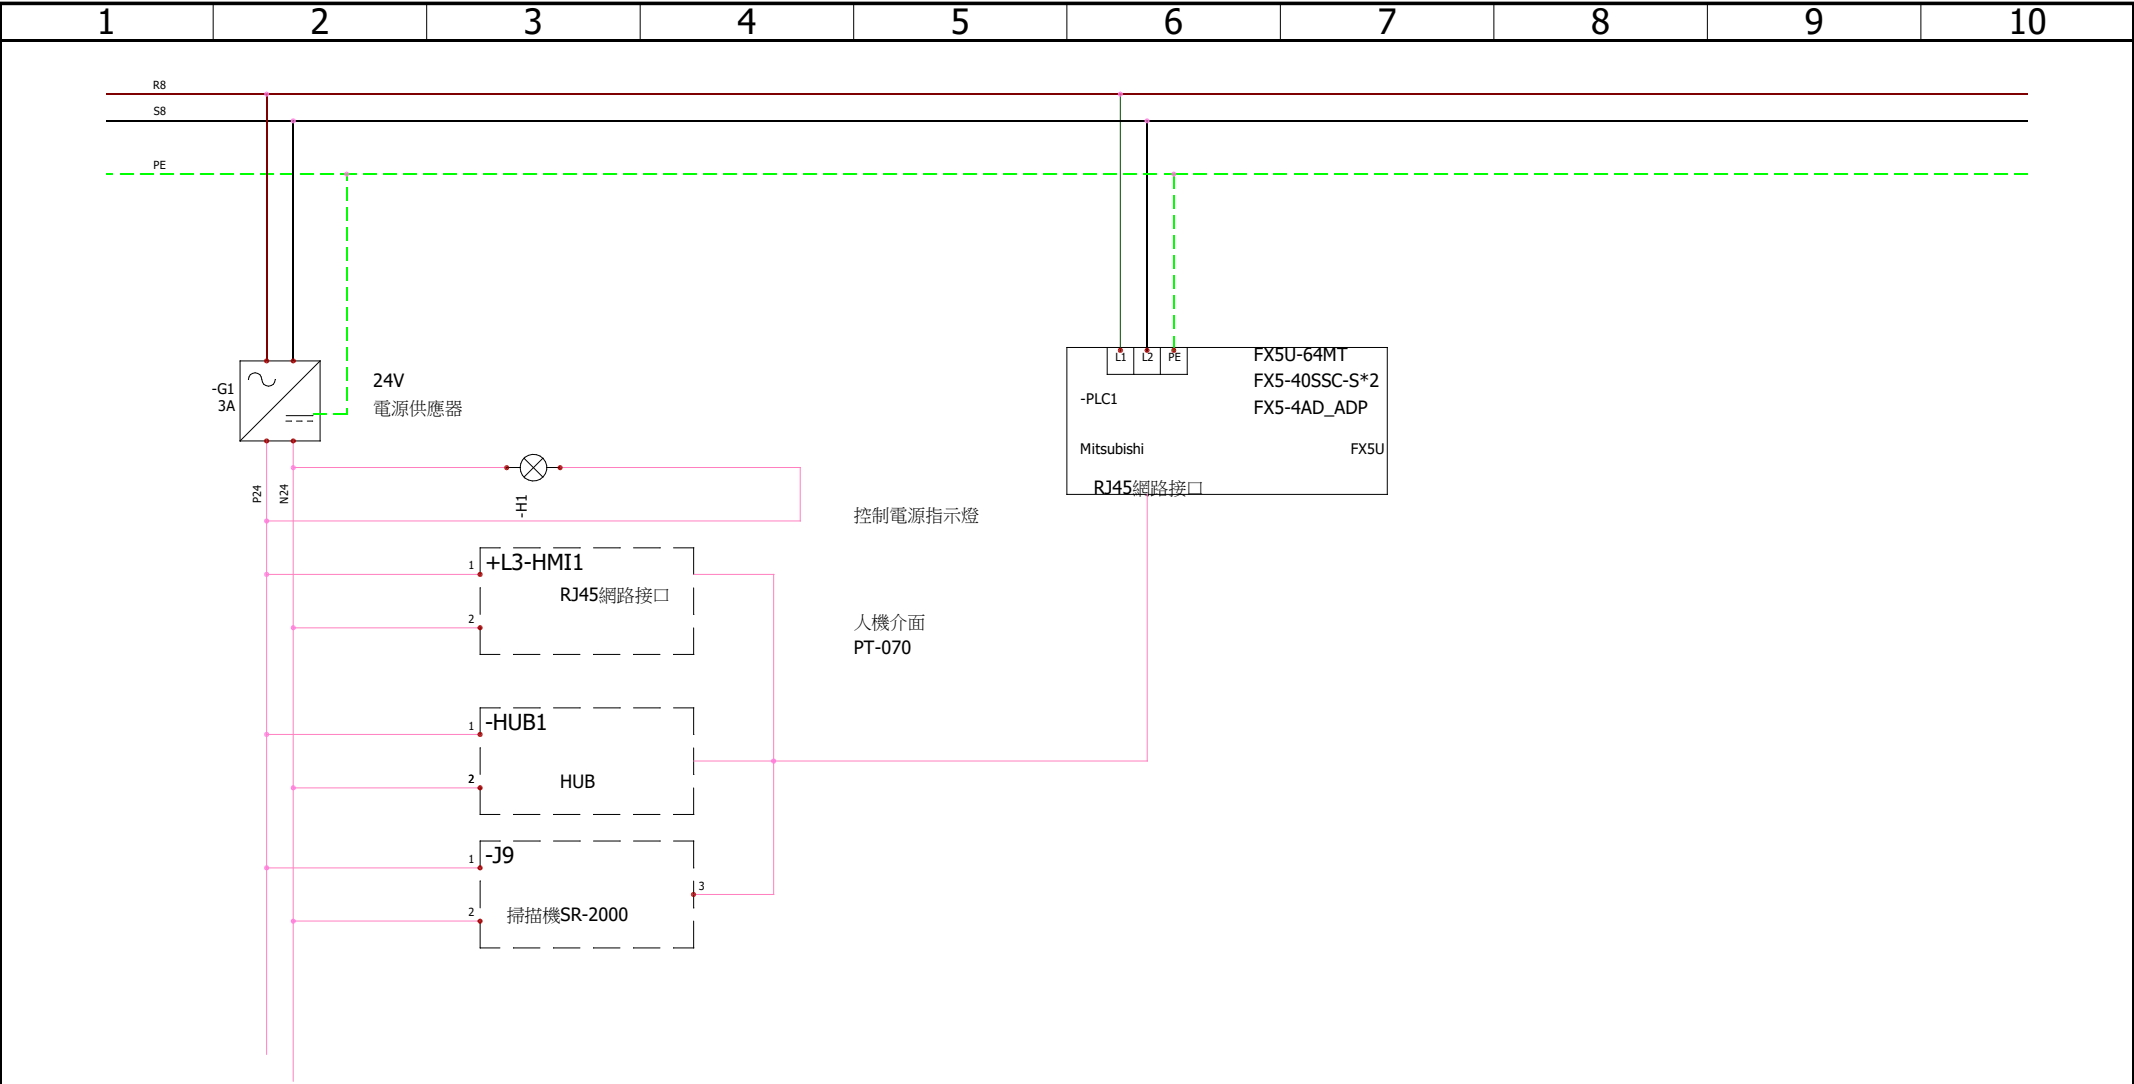 1 2 3 4 5 6 7 8 9 10
R8
S8
PE
L1 L2 PE
FX5U-64MT
FX5-40SSC-S*2
FX5-4AD_ADP
-PLC1
Mitsubishi
FX5U
RJ45網路接口
-G1
3A
24V
電源供應器
P24
N24
-H1
控制電源指示燈
1
+L3-HMI1
RJ45網路接口
2
人機介面
PT-070
1
-HUB1
2
HUB
1
-J9
3
2
掃描機SR-2000